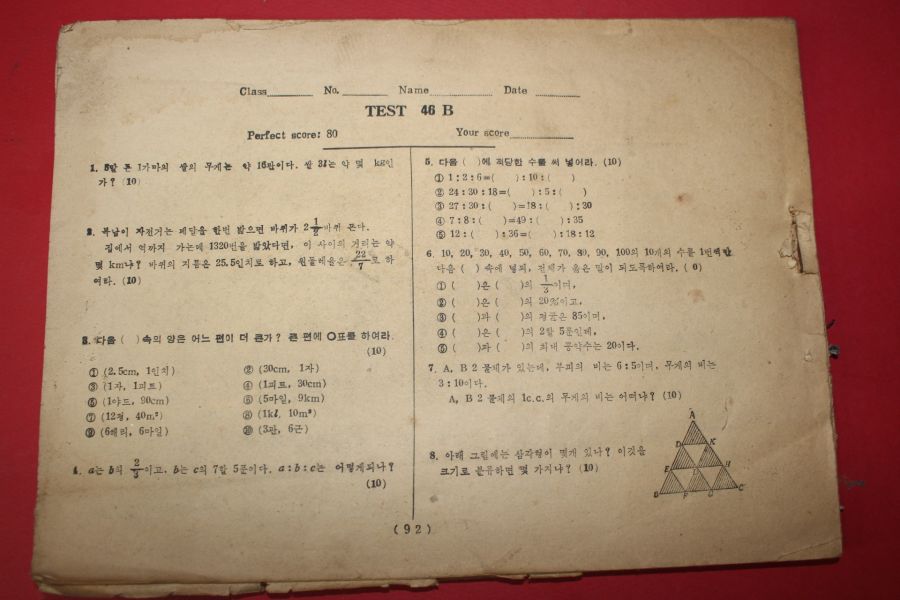 Class No. Name Date
TEST 46 B
Perfect score: 80 Your score
1. 5말 든 1가마의 쌀의 무게는 약 16관이다. 쌀 3l는 약 몇 kg인
가? (10)
2. 복남이 자전거는 페달을 한번 밟으면 바퀴가 2 1/2 바퀴 돈다.
집에서 역까지 가는데 1320번을 밟았다면, 이 사이의 거리는 약
몇 km냐? 바퀴의 지름은 25.5인치로 하고, 원둘레율은 22/7로 하
여라. (10)
3. 다음 ( ) 속의 양은 어느 편이 더 큰가? 큰 편에 O표를 하여라.
(10)
① (2.5cm, 1인치) ② (30cm, 1자)
③ (1자, 1피트) ④ (1피트, 30cm)
⑤ (1야드, 90cm) ⑥ (5마일, 9km)
⑦ (12평, 40m²) ⑧ (1kl, 10m³)
⑨ (6해리, 6마일) ⑩ (3관, 6근)
4. a는 b의 2/3이고, b는 c의 7할 5푼이다. a:b:c는 어떻게되나?
(10)
5. 다음 ( )에 적당한 수를 써 넣어라. (10)
① 1:2:6=( ):10:( )
② 24:30:18=( ):5:( )
③ 27:30:( )=18:( ):30
④ 7:8:( )=49:( ):35
⑤ 12:( ):36=( ):18:12
6. 10, 20, 30, 40, 50, 60, 70, 80, 90, 100의 10개의 수를 1번씩만
다음 ( ) 속에 넣되, 전체가 옳은 말이 되도록하여라. ( 0)
① ( )은 ( )의 1/3이며,
② ( )은 ( )의 20%이고,
③ ( )과 ( )의 평균은 85이며,
④ ( )은 ( )의 2할 5푼인데,
⑤ ( )과 ( )의 최대 공약수는 20이다.
7. A, B 2 물체가 있는데, 부피의 비는 6:5이며, 무게의 비는
3:10이다.
A, B 2 물체의 1c.c.의 무게의 비는 어떠냐? (10)
8. 아래 그림에는 삼각형이 몇개 있나? 이것을
크기로 분류하면 몇 가지냐? (10)
A
D K
E H
B F G C
(92)